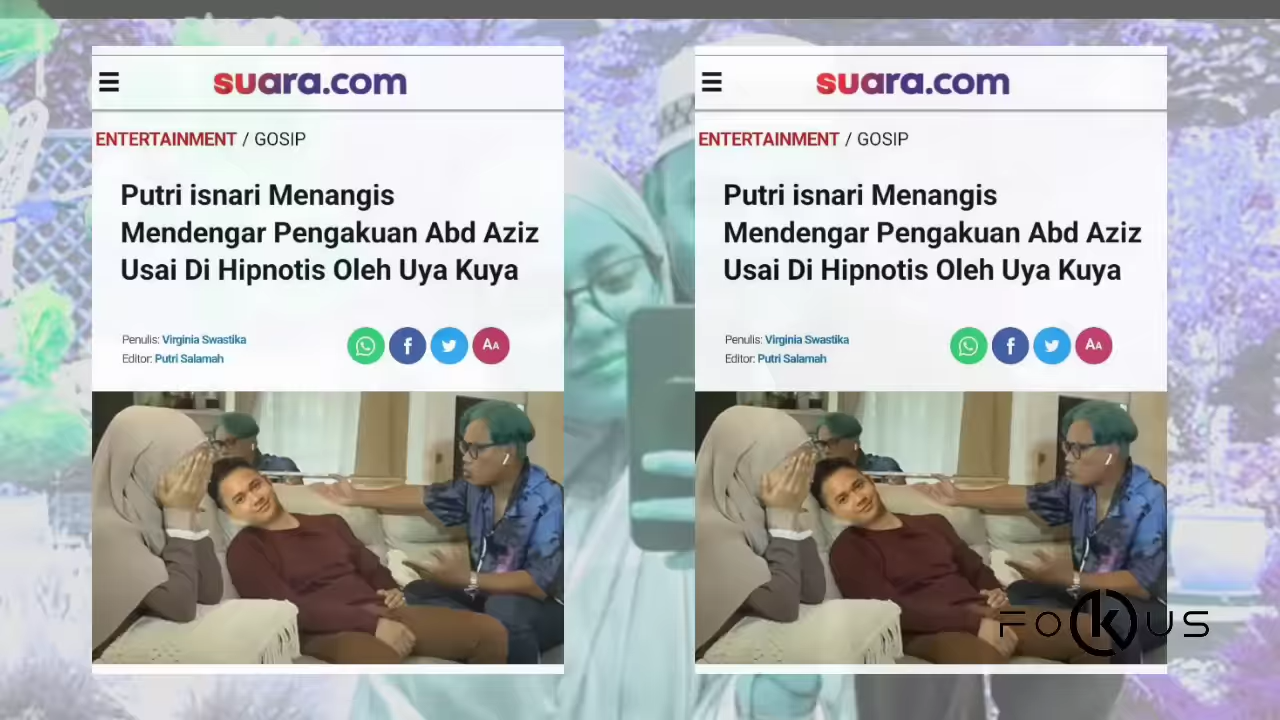 suara.com
ENTERTAINMENT / GOSIP
Putri isnari Menangis
Mendengar Pengakuan Abd Aziz
Usai Di Hipnotis Oleh Uya Kuya
Penulis: Virginia Swastika
Editor: Putri Salamah
AA
suara.com
ENTERTAINMENT / GOSIP
Putri isnari Menangis
Mendengar Pengakuan Abd Aziz
Usai Di Hipnotis Oleh Uya Kuya
Penulis: Virginia Swastika
Editor: Putri Salamah
AA
FOKUS